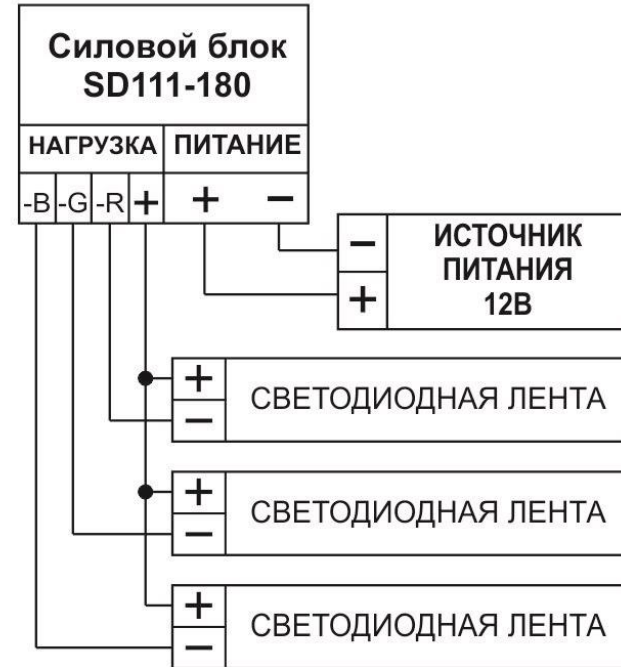 Силовой блок
SD111-180
НАГРУЗКА ПИТАНИЕ
-B -G -R + + −
− ИСТОЧНИК
ПИТАНИЯ
+ 12В
+
СВЕТОДИОДНАЯ ЛЕНТА
−
+
СВЕТОДИОДНАЯ ЛЕНТА
−
+
СВЕТОДИОДНАЯ ЛЕНТА
−